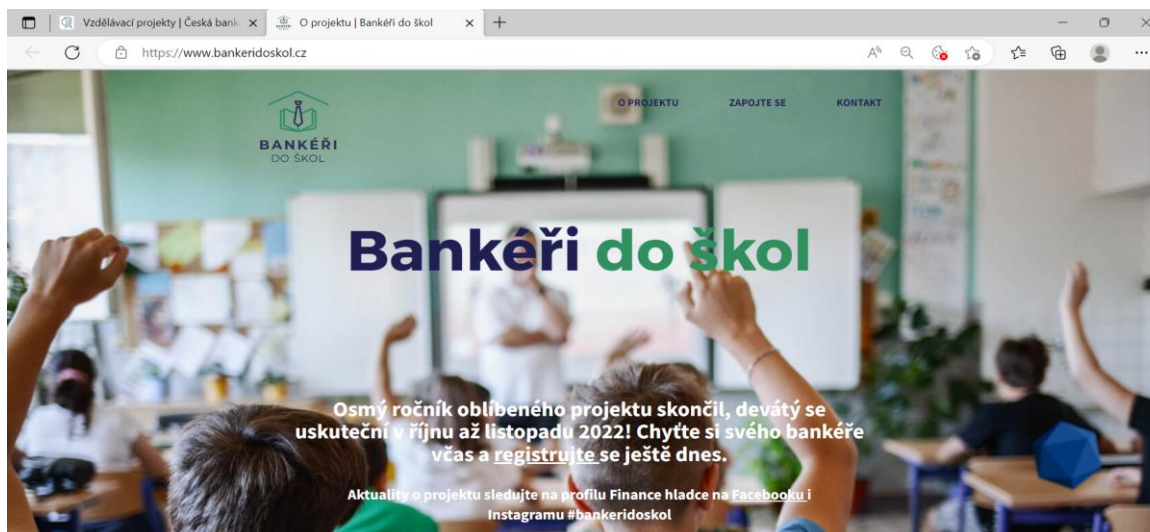 Vzdělávací projekty | Česká bank
O projektu | Bankéři do škol
https://www.bankeridoskol.cz
O PROJEKTU ZAPOJTE SE KONTAKT
BANKÉŘI
DO ŠKOL
Bankéři do škol
Osmý ročník oblíbeného projektu skončil, devátý se
uskuteční v říjnu až listopadu 2022! Chyťte si svého bankéře
včas a registrujte se ještě dnes.
Aktuality o projektu sledujte na profilu Finance hladce na Facebooku i
Instagramu #bankeridoskol